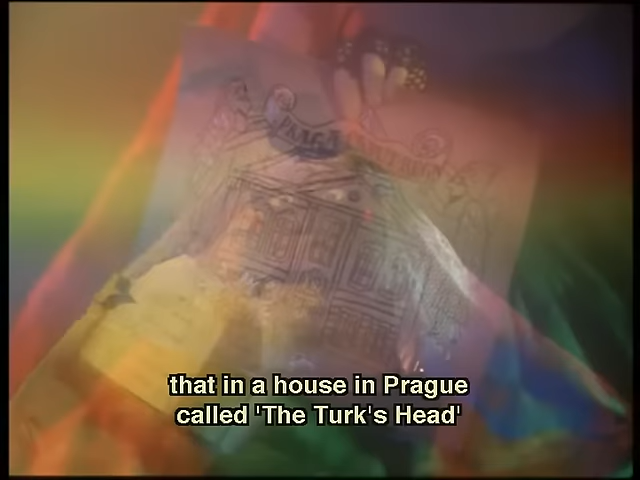 that in a house in Prague
called 'The Turk's Head'